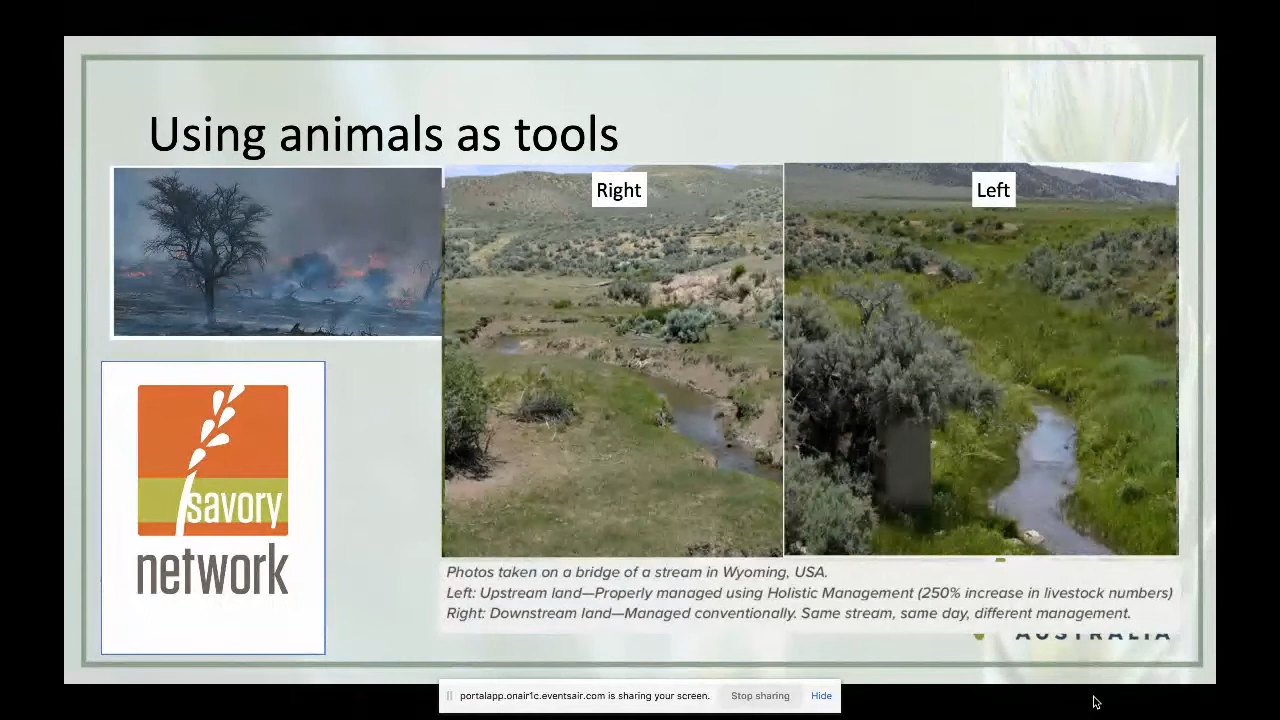 Using animals as tools
Right
Left
savory
network
Photos taken on a bridge of a stream in Wyoming, USA.
Left: Upstream land—Properly managed using Holistic Management (250% increase in livestock numbers)
Right: Downstream land—Managed conventionally. Same stream, same day, different management.
AUSTRALIA
portalapp.onair1c.eventsair.com is sharing your screen.
Stop sharing
Hide